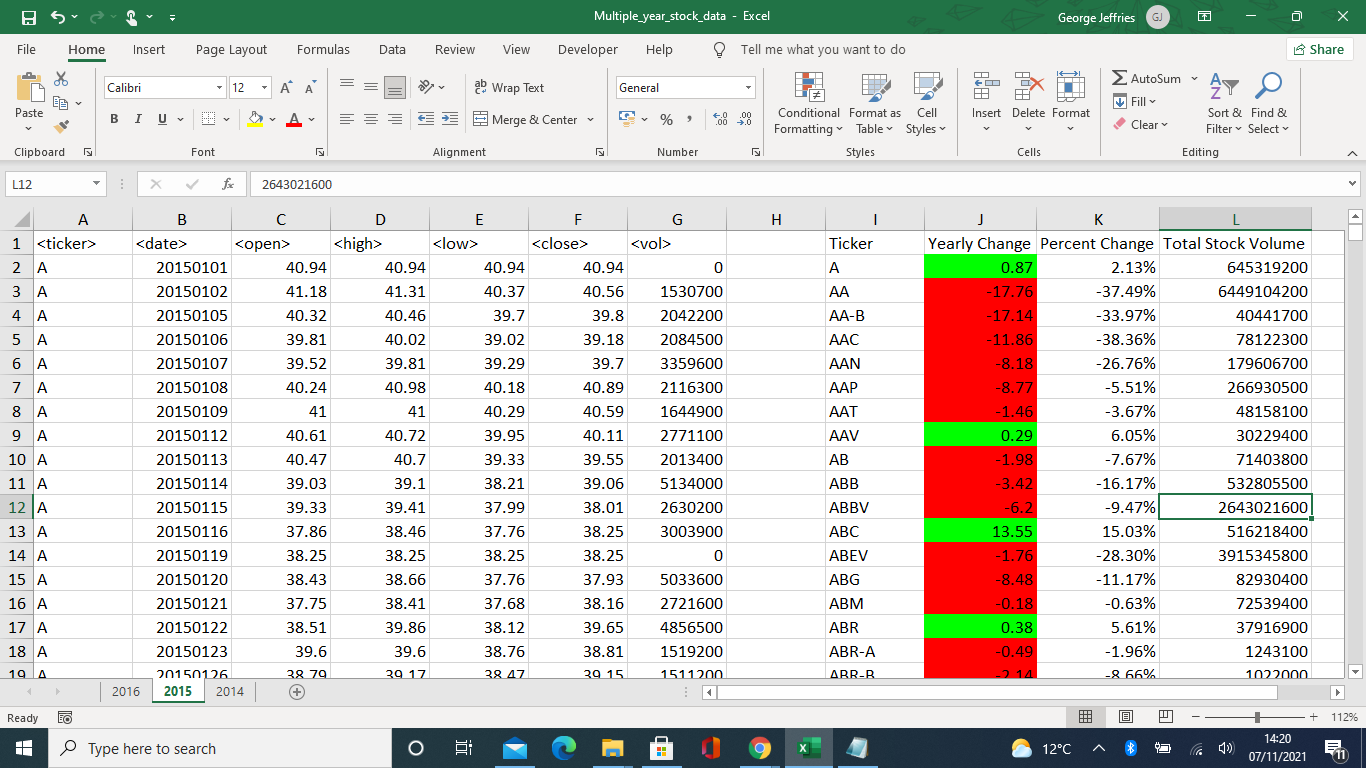 Multiple_year_stock_data - Excel
George Jeffries GJ
File Home Insert Page Layout Formulas Data Review View Developer Help Tell me what you want to do Share
Paste
Calibri 12
B I U
ab Wrap Text
Merge & Center
General
% , .00
Conditional Formatting
Format as Table
Cell Styles
Insert Delete Format
AutoSum
Fill
Clear
Sort & Filter
Find & Select
Clipboard Font Alignment Number Styles Cells Editing
L12 fx 2643021600
A B C D E F G H I J K L
1 <ticker> <date> <open> <high> <low> <close> <vol> Ticker Yearly Change Percent Change Total Stock Volume
2 A 20150101 40.94 40.94 40.94 40.94 0 A 0.87 2.13% 645319200
3 A 20150102 41.18 41.31 40.37 40.56 1530700 AA -17.76 -37.49% 6449104200
4 A 20150105 40.32 40.46 39.7 39.8 2042200 AA-B -17.14 -33.97% 40441700
5 A 20150106 39.81 40.02 39.02 39.18 2084500 AAC -11.86 -38.36% 78122300
6 A 20150107 39.52 39.81 39.29 39.7 3359600 AAN -8.18 -26.76% 179606700
7 A 20150108 40.24 40.98 40.18 40.89 2116300 AAP -8.77 -5.51% 266930500
8 A 20150109 41 41 40.29 40.59 1644900 AAT -1.46 -3.67% 48158100
9 A 20150112 40.61 40.72 39.95 40.11 2771100 AAV 0.29 6.05% 30229400
10 A 20150113 40.47 40.7 39.33 39.55 2013400 AB -1.98 -7.67% 71403800
11 A 20150114 39.03 39.1 38.21 39.06 5134000 ABB -3.42 -16.17% 532805500
12 A 20150115 39.33 39.41 37.99 38.01 2630200 ABBV -6.2 -9.47% 2643021600
13 A 20150116 37.86 38.46 37.76 38.25 3003900 ABC 13.55 15.03% 516218400
14 A 20150119 38.25 38.25 38.25 38.25 0 ABEV -1.76 -28.30% 3915345800
15 A 20150120 38.43 38.66 37.76 37.93 5033600 ABG -8.48 -11.17% 82930400
16 A 20150121 37.75 38.41 37.68 38.16 2721600 ABM -0.18 -0.63% 72539400
17 A 20150122 38.51 39.86 38.12 39.65 4856500 ABR 0.38 5.61% 37916900
18 A 20150123 39.6 39.6 38.76 38.81 1519200 ABR-A -0.49 -1.96% 1243100
19 A 20150126 38.79 39.17 38.47 39.15 1511200 ABR-B -2.14 -8.66% 1022000
2016 2015 2014
Ready 112%
Type here to search 12°C 14:20
07/11/2021 11